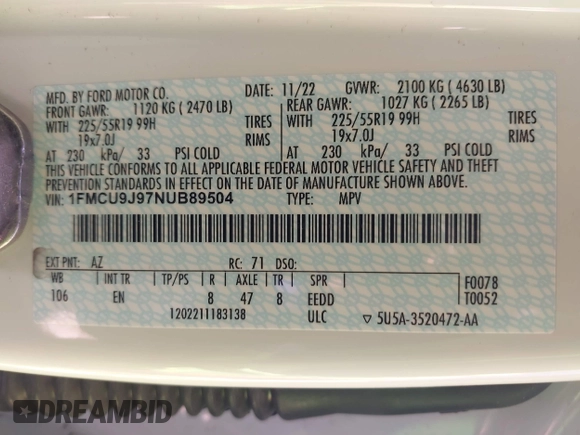 MFD. BY FORD MOTOR CO.
DATE: 11/22 GVWR: 2100 KG ( 4630 LB)
FRONT GAWR: 1120 KG ( 2470 LB)
REAR GAWR: 1027 KG ( 2265 LB)
WITH 225/55R19 99H TIRES
WITH 225/55R19 99H TIRES
19x7.0J RIMS
19x7.0J RIMS
AT 230 kPa/ 33 PSI COLD
AT 230 kPa/ 33 PSI COLD
THIS VEHICLE CONFORMS TO ALL APPLICABLE FEDERAL MOTOR VEHICLE SAFETY AND THEFT
PREVENTION STANDARDS IN EFFECT ON THE DATE OF MANUFACTURE SHOWN ABOVE.
VIN: 1FMCU9J97NUB89504 TYPE: MPV
EXT PNT: AZ RC: 71 DSO:
WB INT TR TP/PS R AXLE TR SPR F0078
106 EN 8 47 8 EEDD T0052
1202211183138 ULC ▽ 5U5A-3520472-AA
DREAMBID